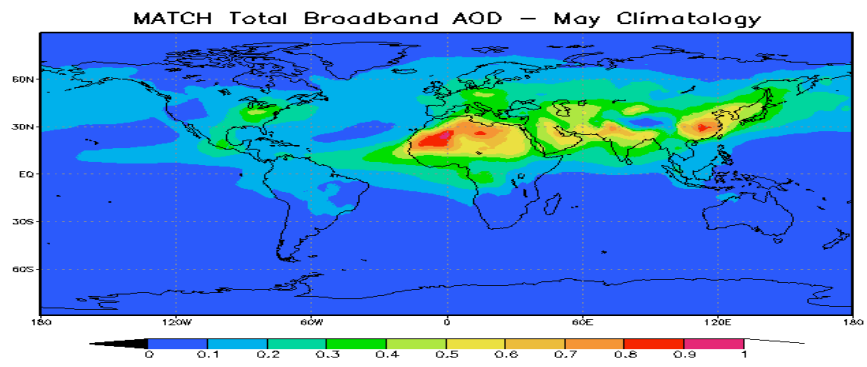 MATCH Total Broadband AOD – May Climatology
60N
30N
EQ
30S
60S
180 120W 60W 0 60E 120E 180
0 0.1 0.2 0.3 0.4 0.5 0.6 0.7 0.8 0.9 1